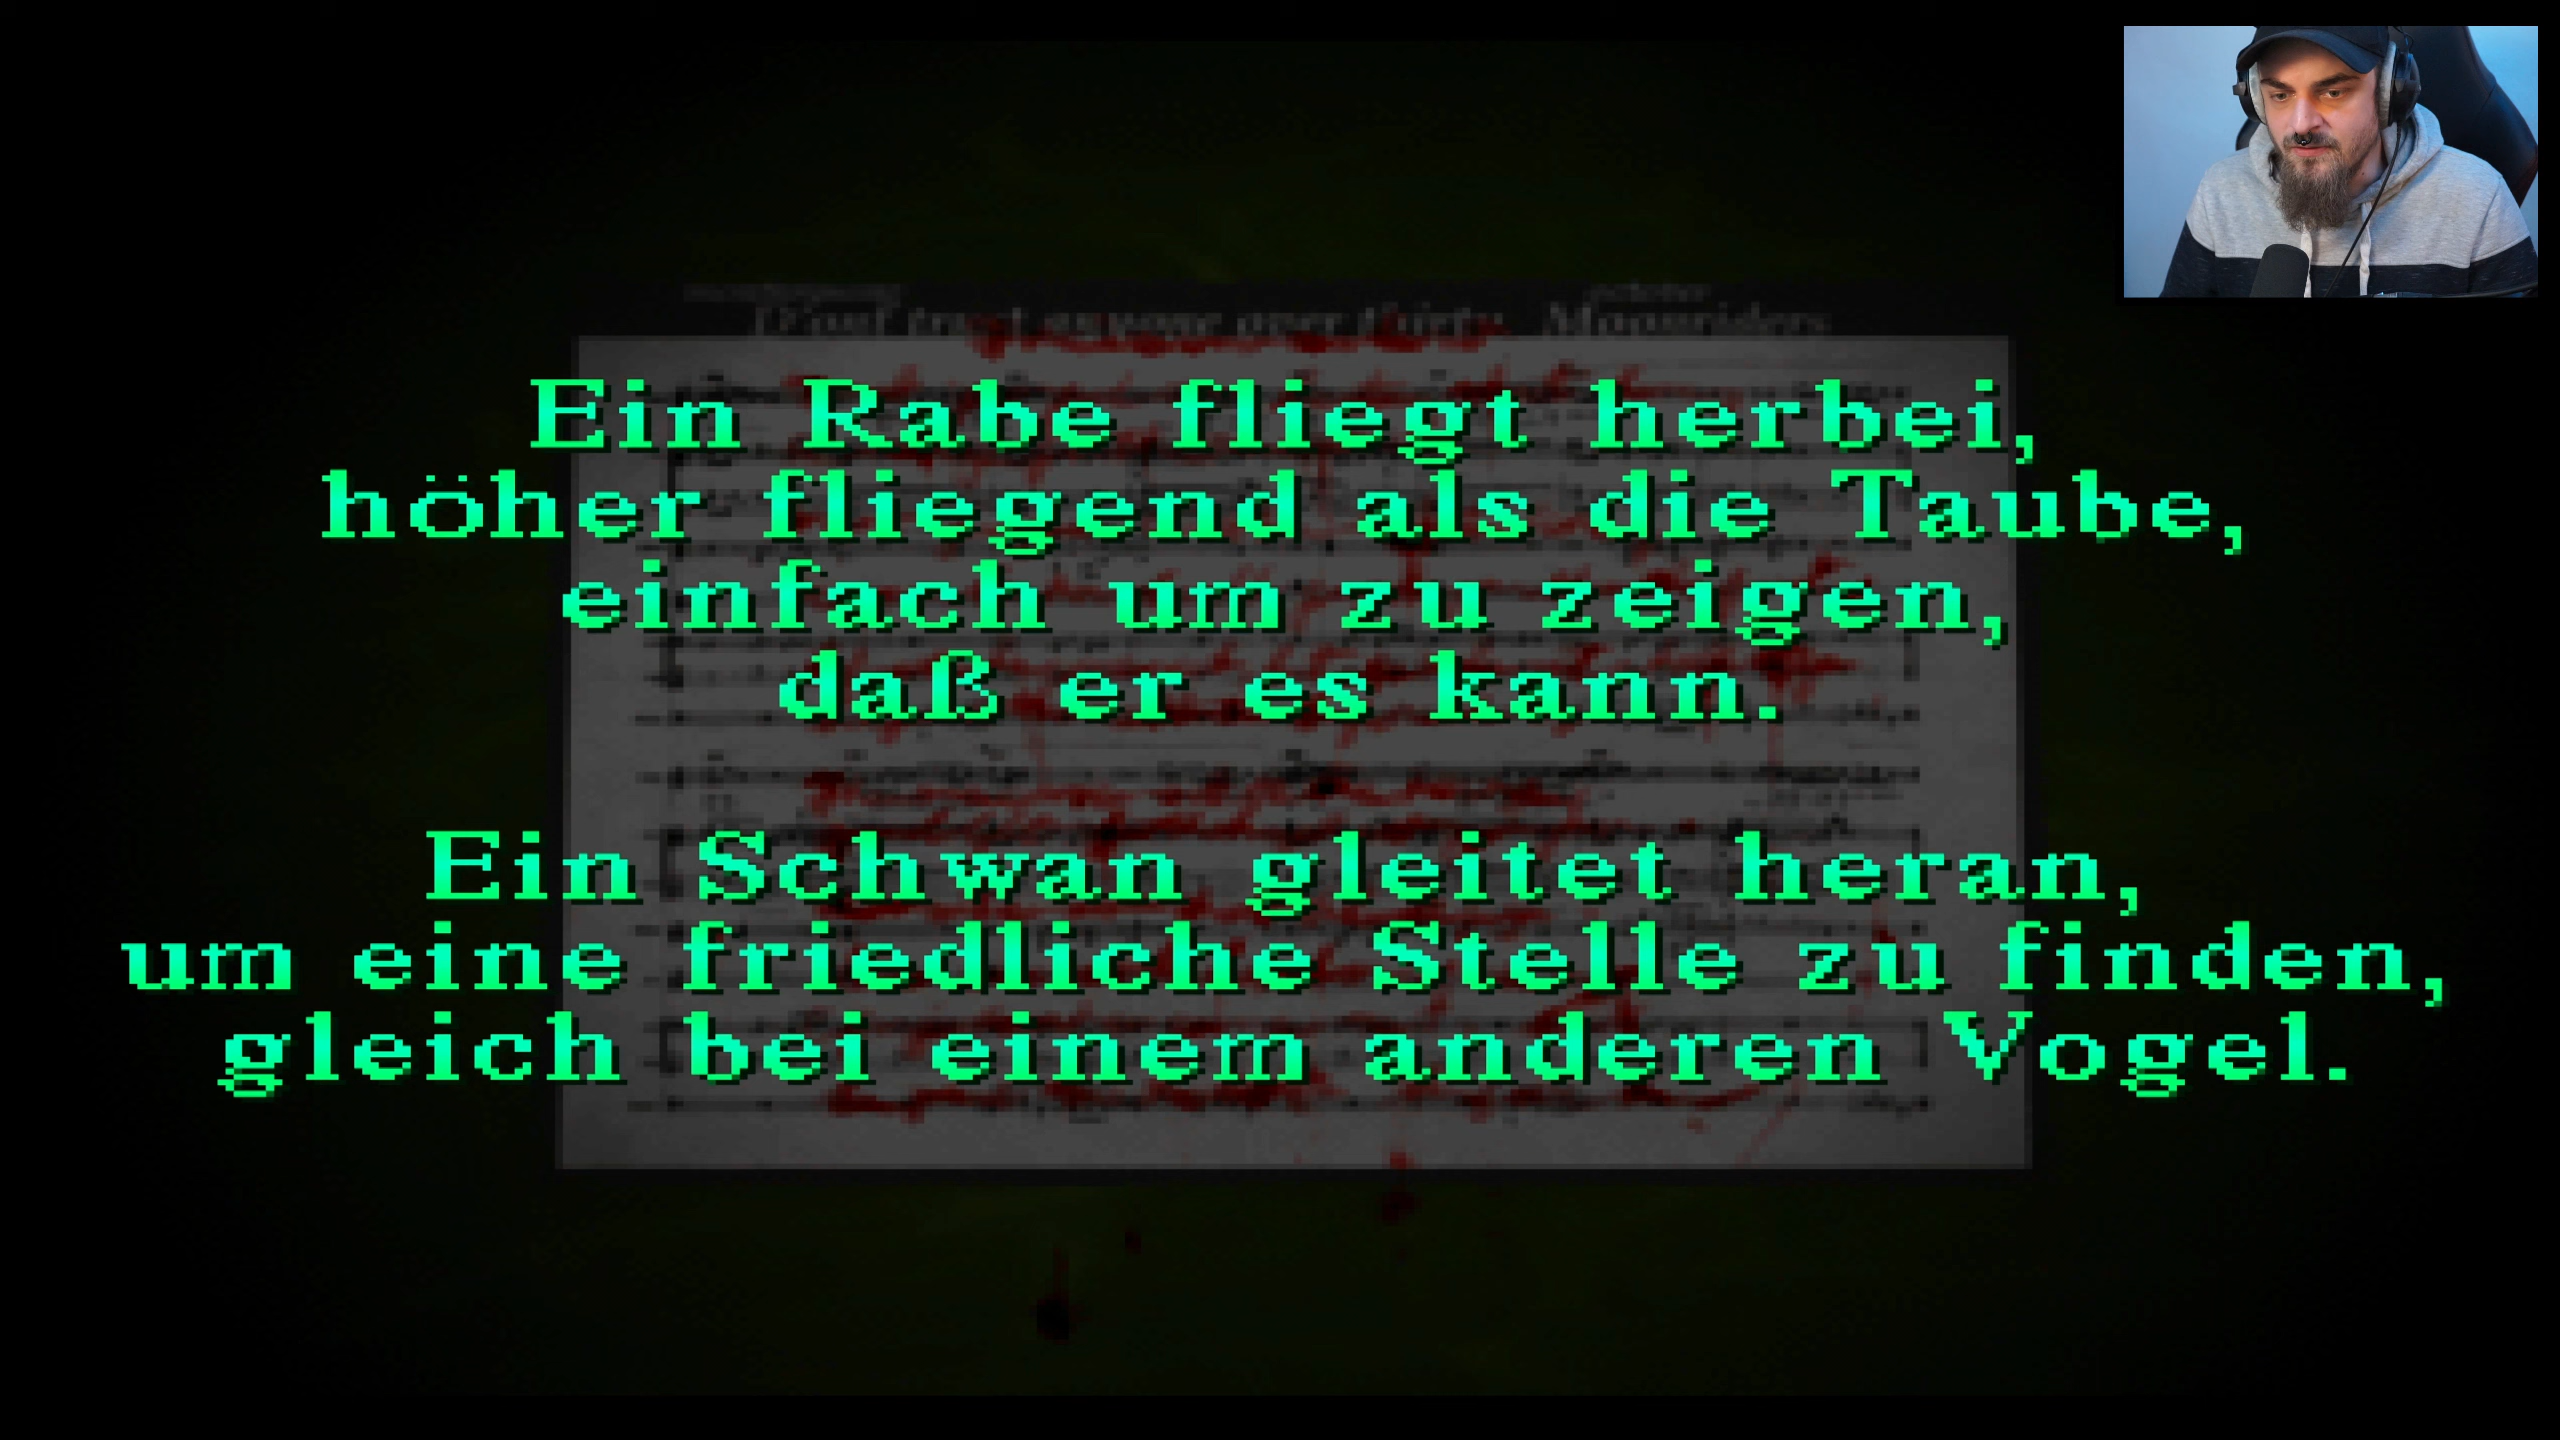 Ein Rabe fliegt herbei,
höher fliegend als die Taube,
einfach um zu zeigen,
daß er es kann.
Ein Schwan gleitet heran,
um eine friedliche Stelle zu finden,
gleich bei einem anderen Vogel.